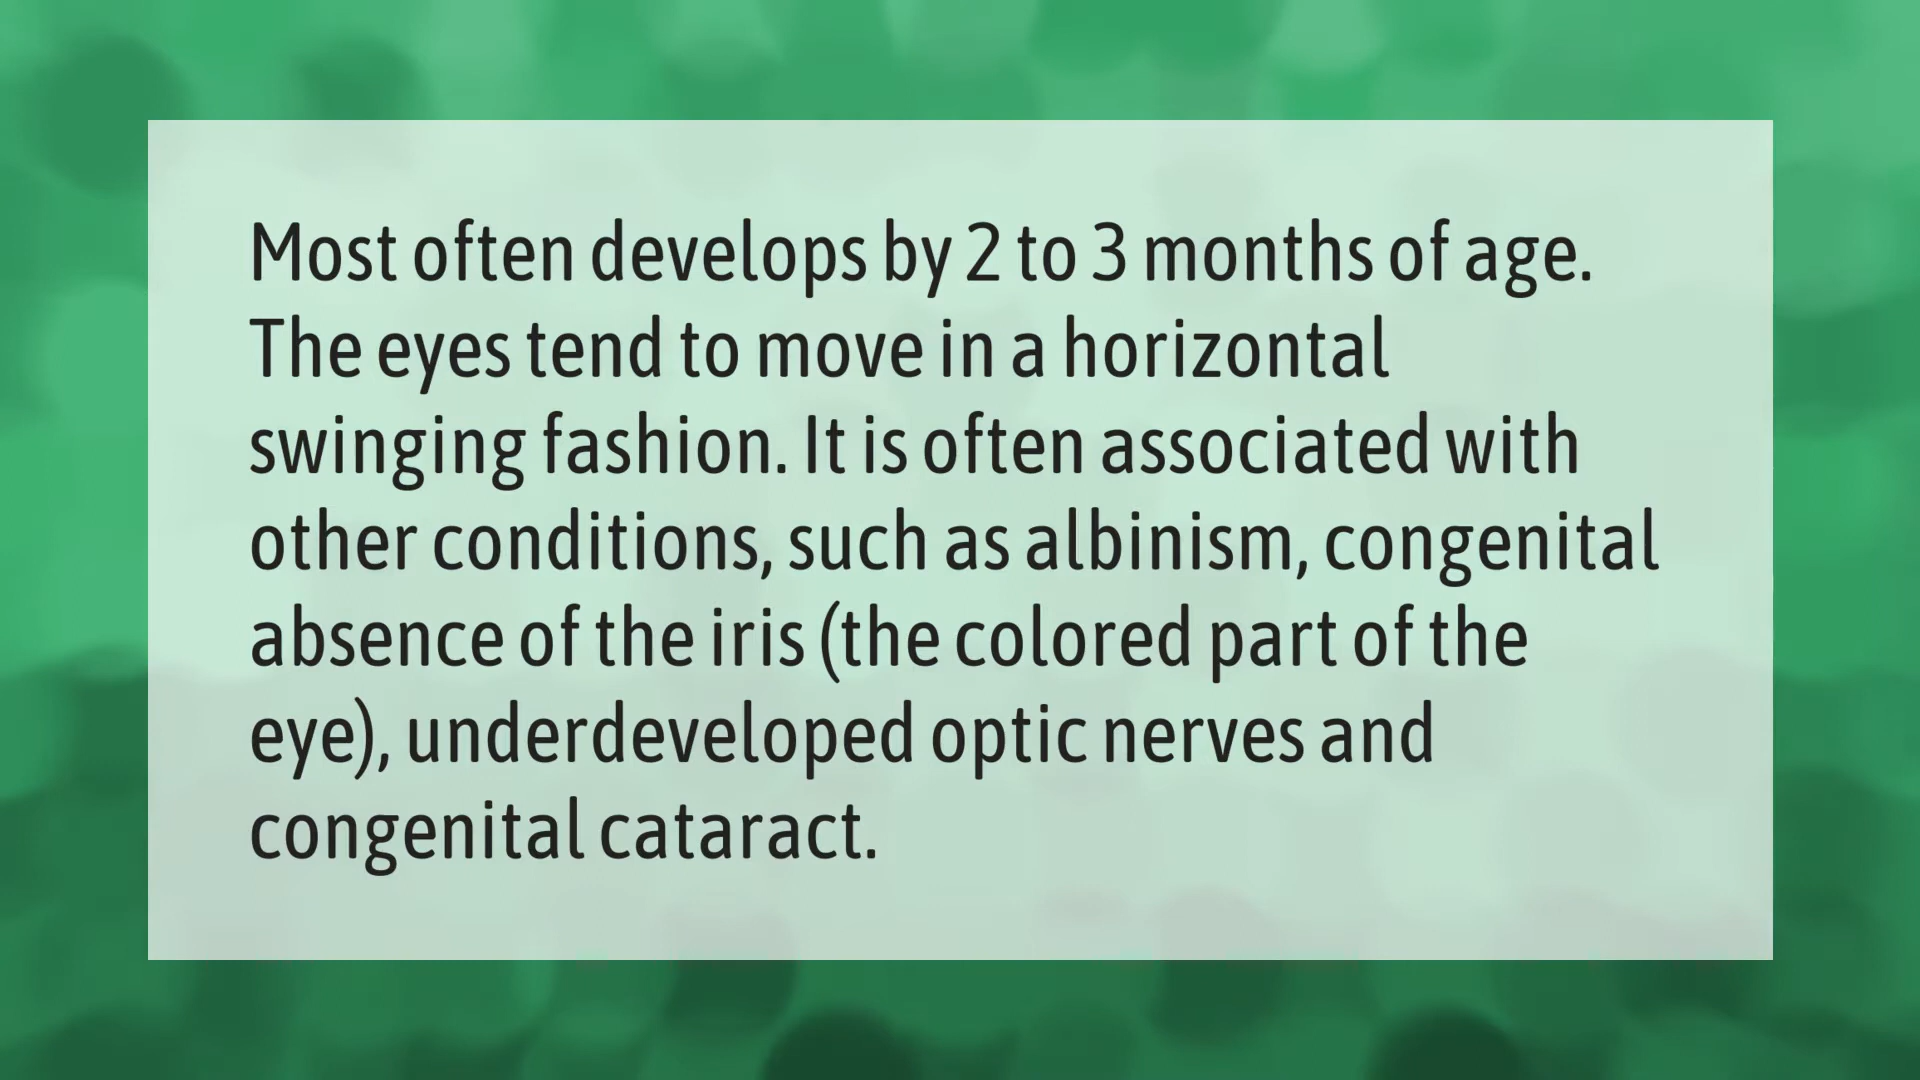 Most often develops by 2 to 3 months of age.
The eyes tend to move in a horizontal
swinging fashion. It is often associated with
other conditions, such as albinism, congenital
absence of the iris (the colored part of the
eye), underdeveloped optic nerves and
congenital cataract.